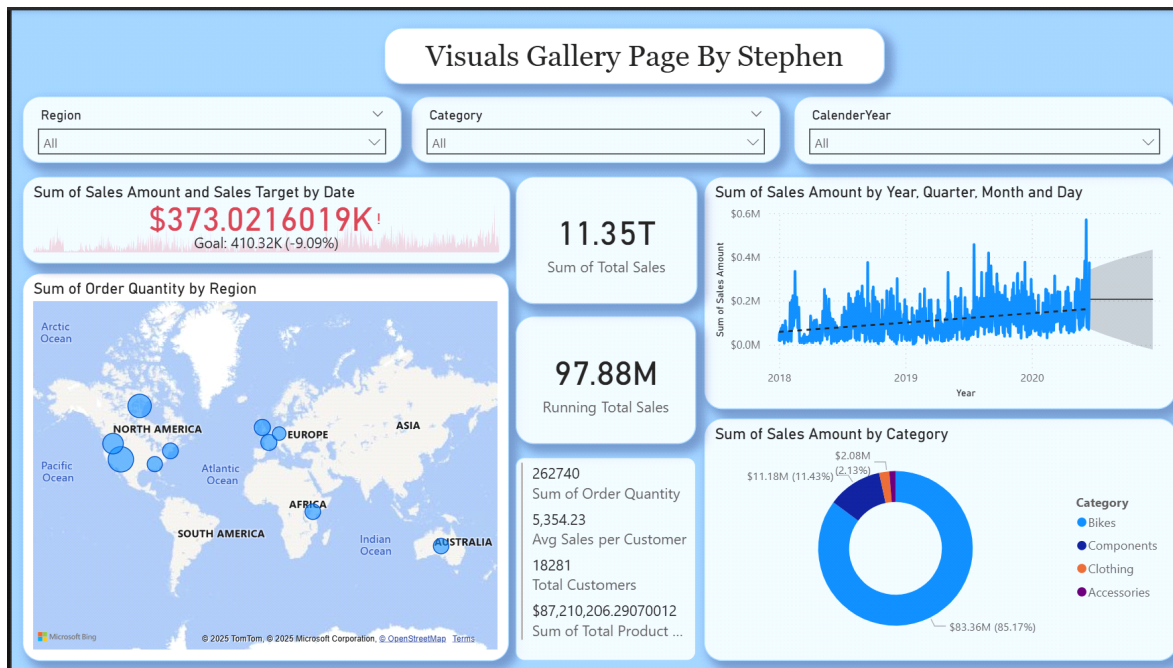 Visuals Gallery Page By Stephen
Region
All
Category
All
CalenderYear
All
Sum of Sales Amount and Sales Target by Date
$373.0216019K!
Goal: 410.32K (-9.09%)
11.35T
Sum of Total Sales
97.88M
Running Total Sales
262740
Sum of Order Quantity
5,354.23
Avg Sales per Customer
18281
Total Customers
$87,210,206.29070012
Sum of Total Product ...
Sum of Sales Amount by Year, Quarter, Month and Day
Sum of Sales Amount
$0.6M
$0.4M
$0.2M
$0.0M
2018
2019
2020
Year
Sum of Order Quantity by Region
Arctic
Ocean
NORTH AMERICA
EUROPE
ASIA
Pacific
Ocean
Atlantic
Ocean
AFRICA
SOUTH AMERICA
Indian
Ocean
AUSTRALIA
Microsoft Bing
© 2025 TomTom, © 2025 Microsoft Corporation, © OpenStreetMap Terms
Sum of Sales Amount by Category
$2.08M
(2.13%)
$11.18M (11.43%)
$83.36M (85.17%)
Category
Bikes
Components
Clothing
Accessories